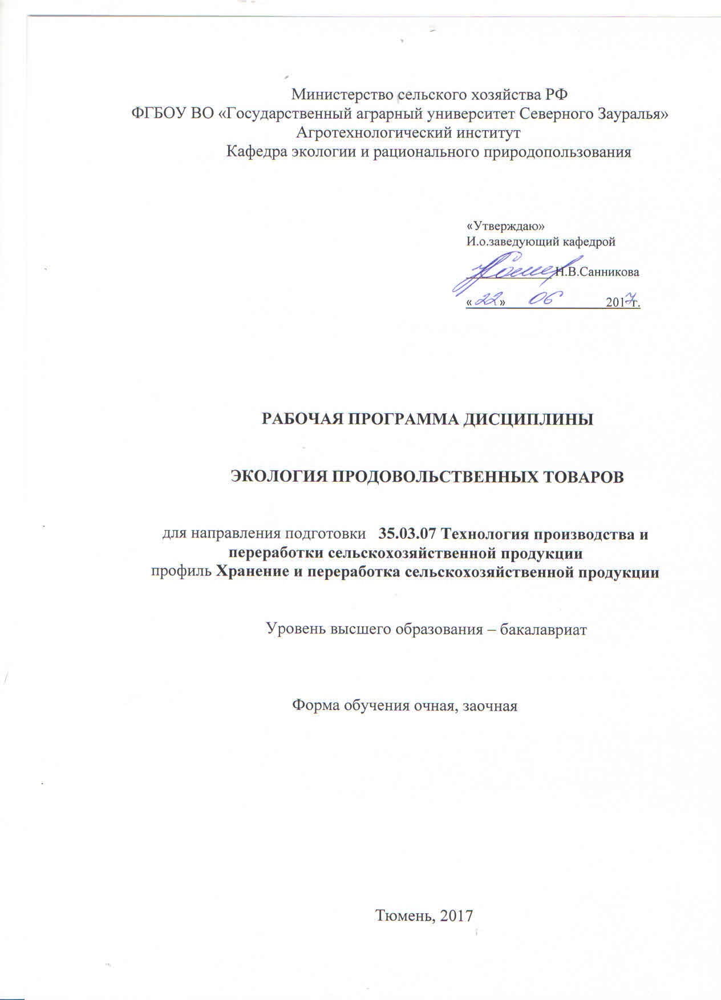 Министерство сельского хозяйства РФ
ФГБОУ ВО «Государственный аграрный университет Северного Зауралья»
Агротехнологический институт
Кафедра экологии и рационального природопользования
«Утверждаю»
И.о.заведующий кафедрой
Н.В.Санникова
« 22 » 06 2017 г.
РАБОЧАЯ ПРОГРАММА ДИСЦИПЛИНЫ
ЭКОЛОГИЯ ПРОДОВОЛЬСТВЕННЫХ ТОВАРОВ
для направления подготовки 35.03.07 Технология производства и
переработки сельскохозяйственной продукции
профиль Хранение и переработка сельскохозяйственной продукции
Уровень высшего образования – бакалавриат
Форма обучения очная, заочная
Тюмень, 2017